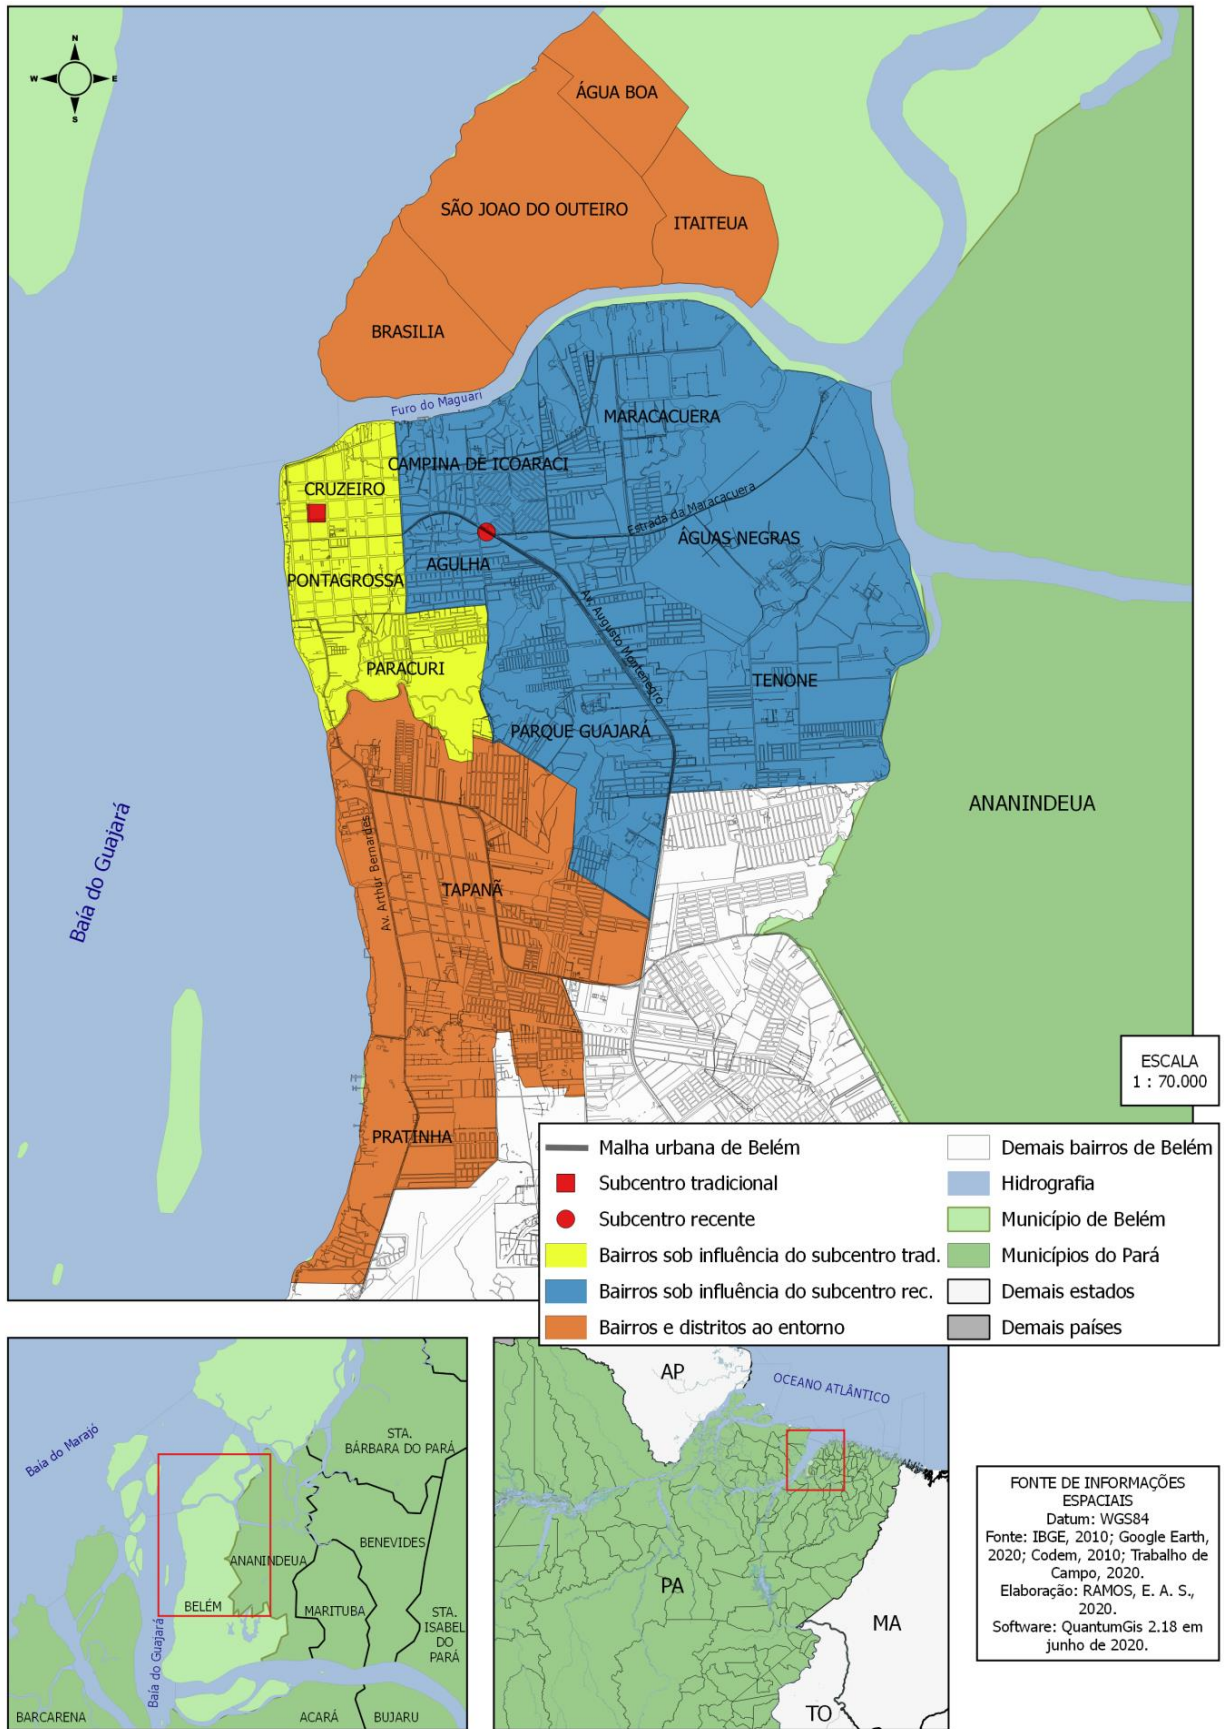 N
W E
S
ÁGUA BOA
SÃO JOAO DO OUTEIRO
ITAITEUA
BRASILIA
Furo do Maguari
MARACACUERA
CAMPINA DE ICOARACI
CRUZEIRO
Estrada da Maracacuera
ÁGUAS NEGRAS
AGULHA
PONTAGROSSA
Av. Augusto Montenegro
PARACURI
TENONE
PARQUE GUAJARÁ
ANANINDEUA
Baía do Guajará
Av. Arthur Bernardes
TAPANÃ
PRATINHA
ESCALA
1 : 70.000
Malha urbana de Belém
Subcentro tradicional
Subcentro recente
Bairros sob influência do subcentro trad.
Bairros sob influência do subcentro rec.
Bairros e distritos ao entorno
Demais bairros de Belém
Hidrografia
Município de Belém
Municípios do Pará
Demais estados
Demais países
Baía do Marajó
STA.
BÁRBARA DO PARÁ
BENEVIDES
ANANINDEUA
BELÉM
MARITUBA
STA.
ISABEL
DO
PARÁ
Baía do Guajará
BARCARENA
ACARÁ
BUJARU
AP
OCEANO ATLÂNTICO
PA
MA
TO
FONTE DE INFORMAÇÕES
ESPACIAIS
Datum: WGS84
Fonte: IBGE, 2010; Google Earth,
2020; Codem, 2010; Trabalho de
Campo, 2020.
Elaboração: RAMOS, E. A. S.,
2020.
Software: QuantumGis 2.18 em
junho de 2020.